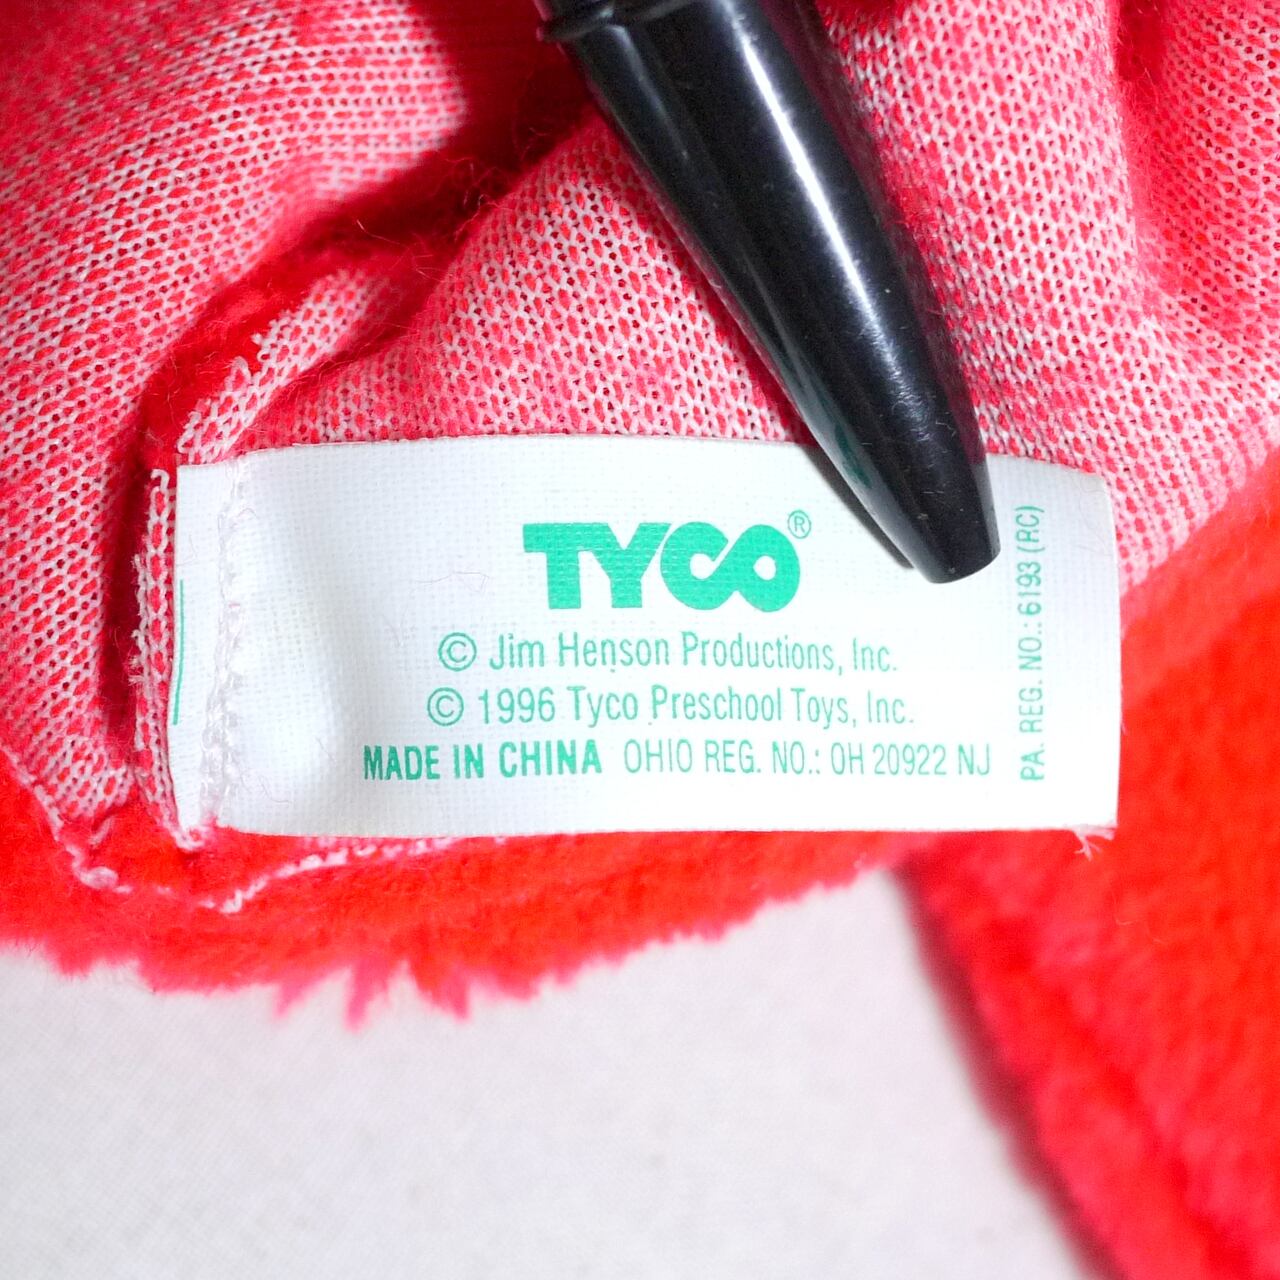 TYCO®
© Jim Henson Productions, Inc.
© 1996 Tyco Preschool Toys, Inc.
MADE IN CHINA OHIO REG. NO.: OH 20922 NJ
PA. REG. NO.: 6193 (RC)